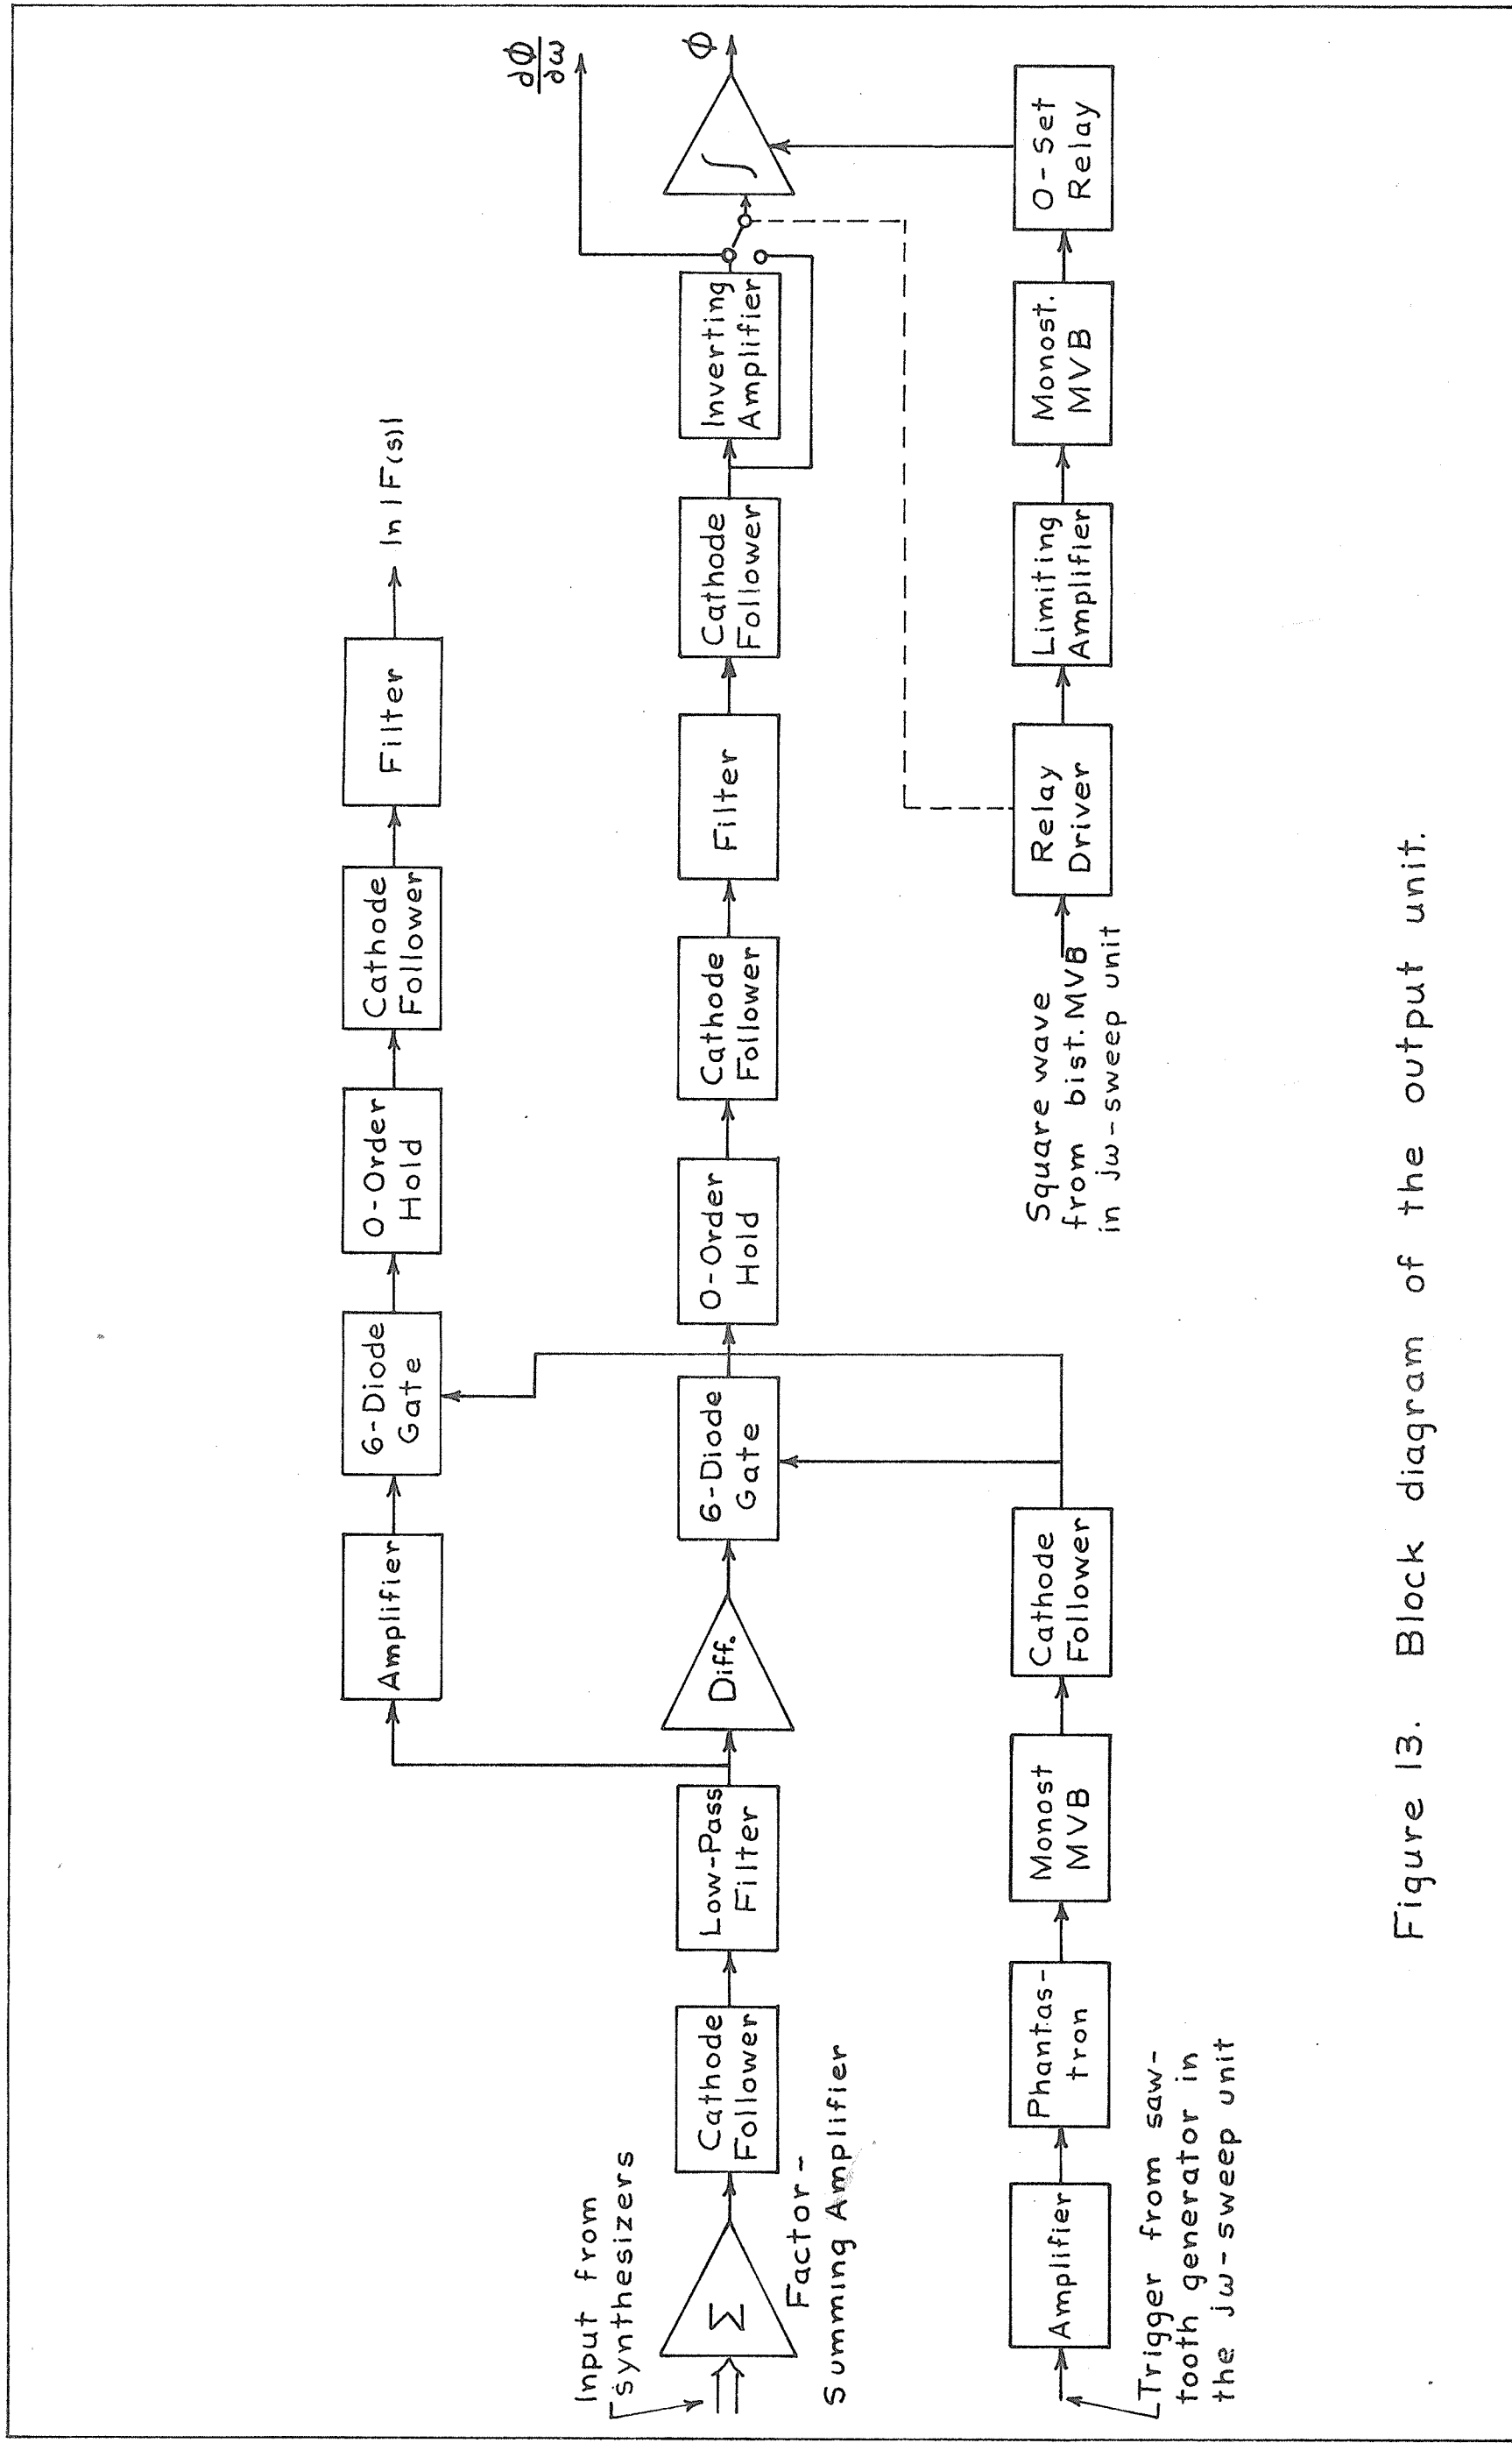 Amplifier
6-Diode
Gate
0-Order
Hold
Cathode
Follower
Filter
ln |F(s)|
Input from
synthesizers
Σ
Factor-
Summing Amplifier
Cathode
Follower
Low-Pass
Filter
Diff.
6-Diode
Gate
0-Order
Hold
Cathode
Follower
Filter
Cathode
Follower
Inverting
Amplifier
∂Φ
∂ω
∫
Φ
Trigger from saw-
tooth generator in
the jω-sweep unit
Amplifier
Phantas-
tron
Monost
MVB
Cathode
Follower
Square wave
from bist. MVB
in jω-sweep unit
Relay
Driver
Limiting
Amplifier
Monost.
MVB
0-Set
Relay
Figure 13. Block diagram of the output unit.